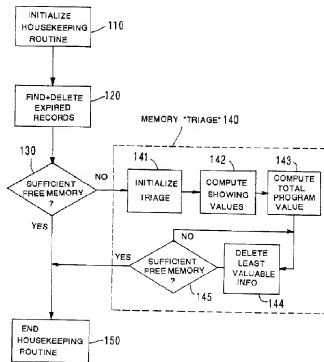 INITIALIZE
HOUSEKEEPING
ROUTINE
110
FIND+DELETE
EXPIRED
RECORDS
120
MEMORY "TRIAGE" 140
130
SUFFICIENT
FREE MEMORY
?
NO
YES
141
INITIALIZE
TRIAGE
142
COMPUTE
SHOWING
VALUES
143
COMPUTE
TOTAL
PROGRAM
VALUE
NO
YES
SUFFICIENT
FREE MEMORY
?
145
DELETE
LEAST
VALUABLE
INFO
144
END
HOUSEKEEPING
ROUTINE
150